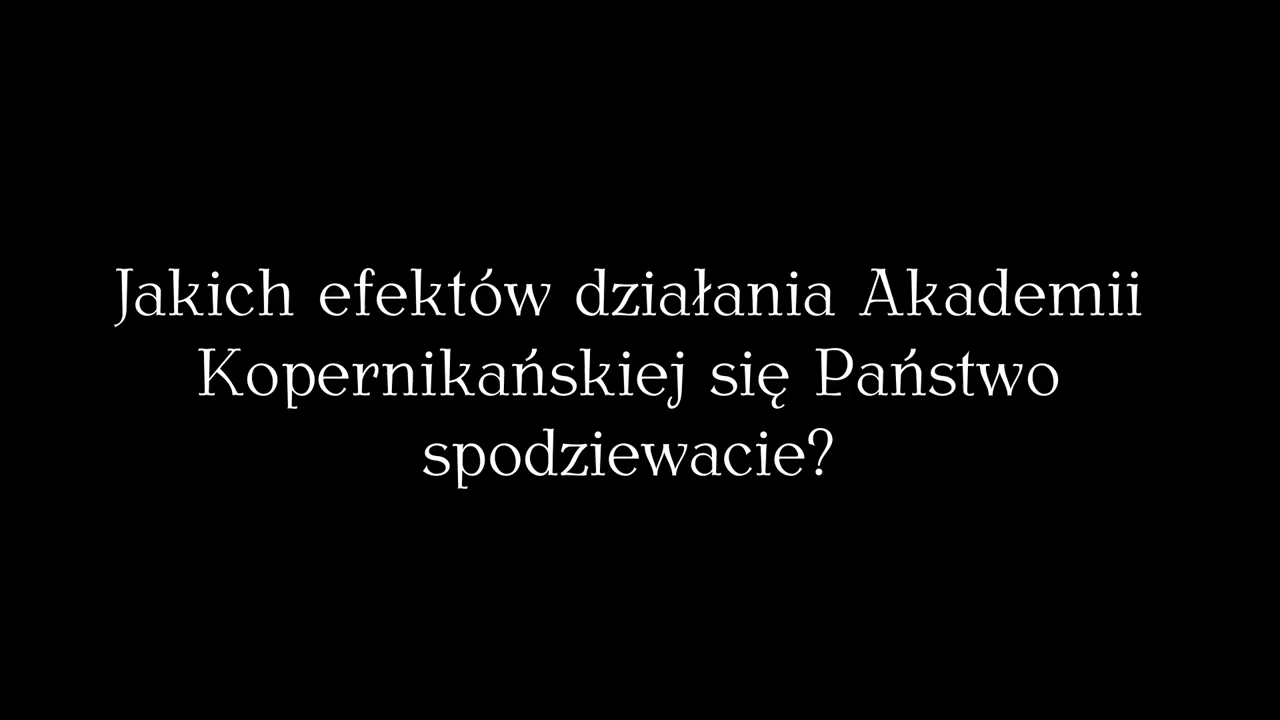 Jakich efektów działania Akademii
Kopernikańskiej się Państwo
spodziewacie?